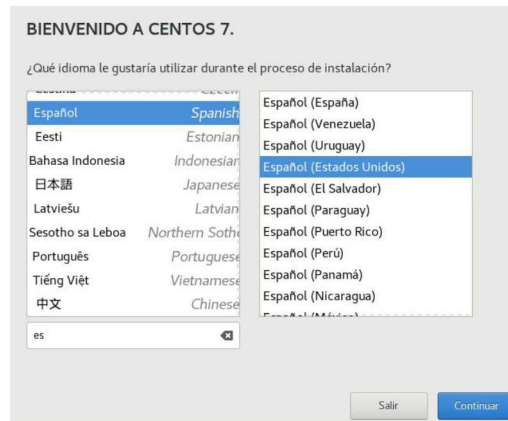 BIENVENIDO A CENTOS 7.
¿Qué idioma le gustaría utilizar durante el proceso de instalación?
Español Spanish
Eesti Estonian
Bahasa Indonesia Indonesian
日本語 Japanese
Latviešu Latvian
Sesotho sa Leboa Northern Sotho
Português Portuguese
Tiếng Việt Vietnamese
中文 Chinese
es
Español (España)
Español (Venezuela)
Español (Uruguay)
Español (Estados Unidos)
Español (El Salvador)
Español (Paraguay)
Español (Puerto Rico)
Español (Perú)
Español (Panamá)
Español (Nicaragua)
Salir
Continuar